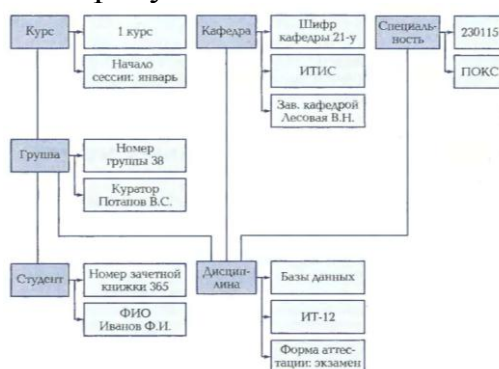 Курс
1 курс
Начало
сессии: январь
Кафедра
Шифр
кафедры 21-у
ИТИС
Зав. кафедрой
Лесовая В.Н.
Специаль-
ность
230115
ПОКС
Группа
Номер
группы 38
Куратор
Потапов В.С.
Студент
Номер зачетной
книжки 365
ФИО
Иванов Ф.И.
Дисцип-
лина
Базы данных
ИТ-12
Форма аттес-
тации: экзамен